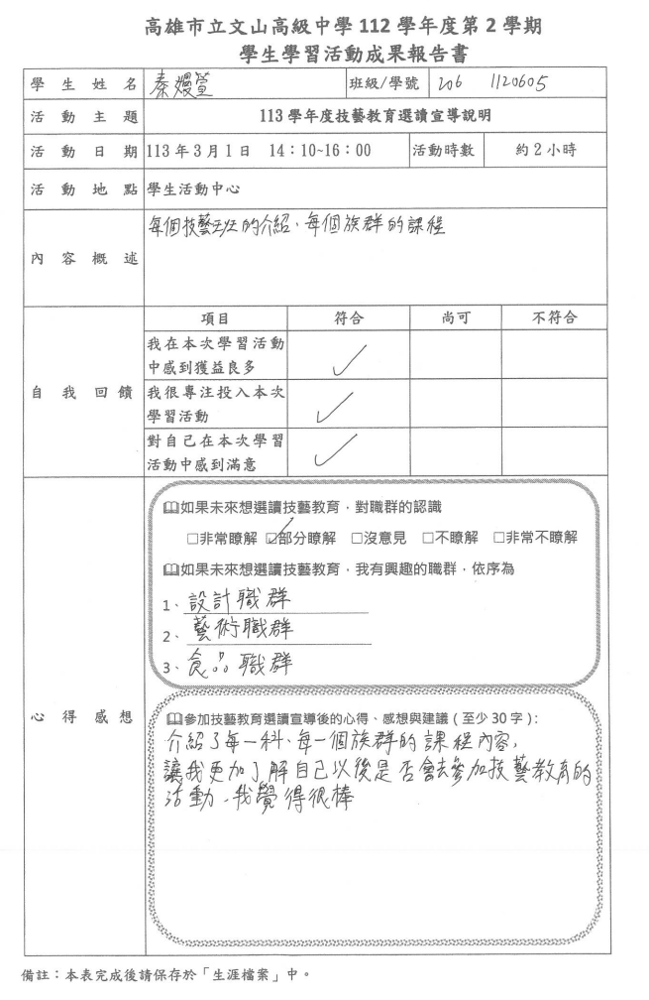 高雄市立文山高級中學 112 學年度第 2 學期
學生學習活動成果報告書
學生姓名 秦嫚萱 班級/學號 206 1120605
活動主題 113 學年度技藝教育選讀宣導說明
活動日期 113 年 3 月 1 日 14：10~16：00 活動時數 約 2 小時
活動地點 學生活動中心
內容概述 每個技藝班的介紹、每個族群的課程
自我回饋
項目 符合 尚可 不符合
我在本次學習活動
中感到獲益良多 ✓
我很專注投入本次
學習活動 ✓
對自己在本次學習
活動中感到滿意 ✓
心得感想
🕮如果未來想選讀技藝教育，對職群的認識
□非常瞭解 ☑部分瞭解 □沒意見 □不瞭解 □非常不瞭解
🕮如果未來想選讀技藝教育，我有興趣的職群，依序為
1、設計職群
2、藝術職群
3、食品職群
🕮參加技藝教育選讀宣導後的心得、感想與建議（至少 30 字）：
介紹了每一科、每一個族群的課程內容,
讓我更加了解自己以後是否會去參加技藝教育的
活動、我覺得很棒
備註：本表完成後請保存於「生涯檔案」中。